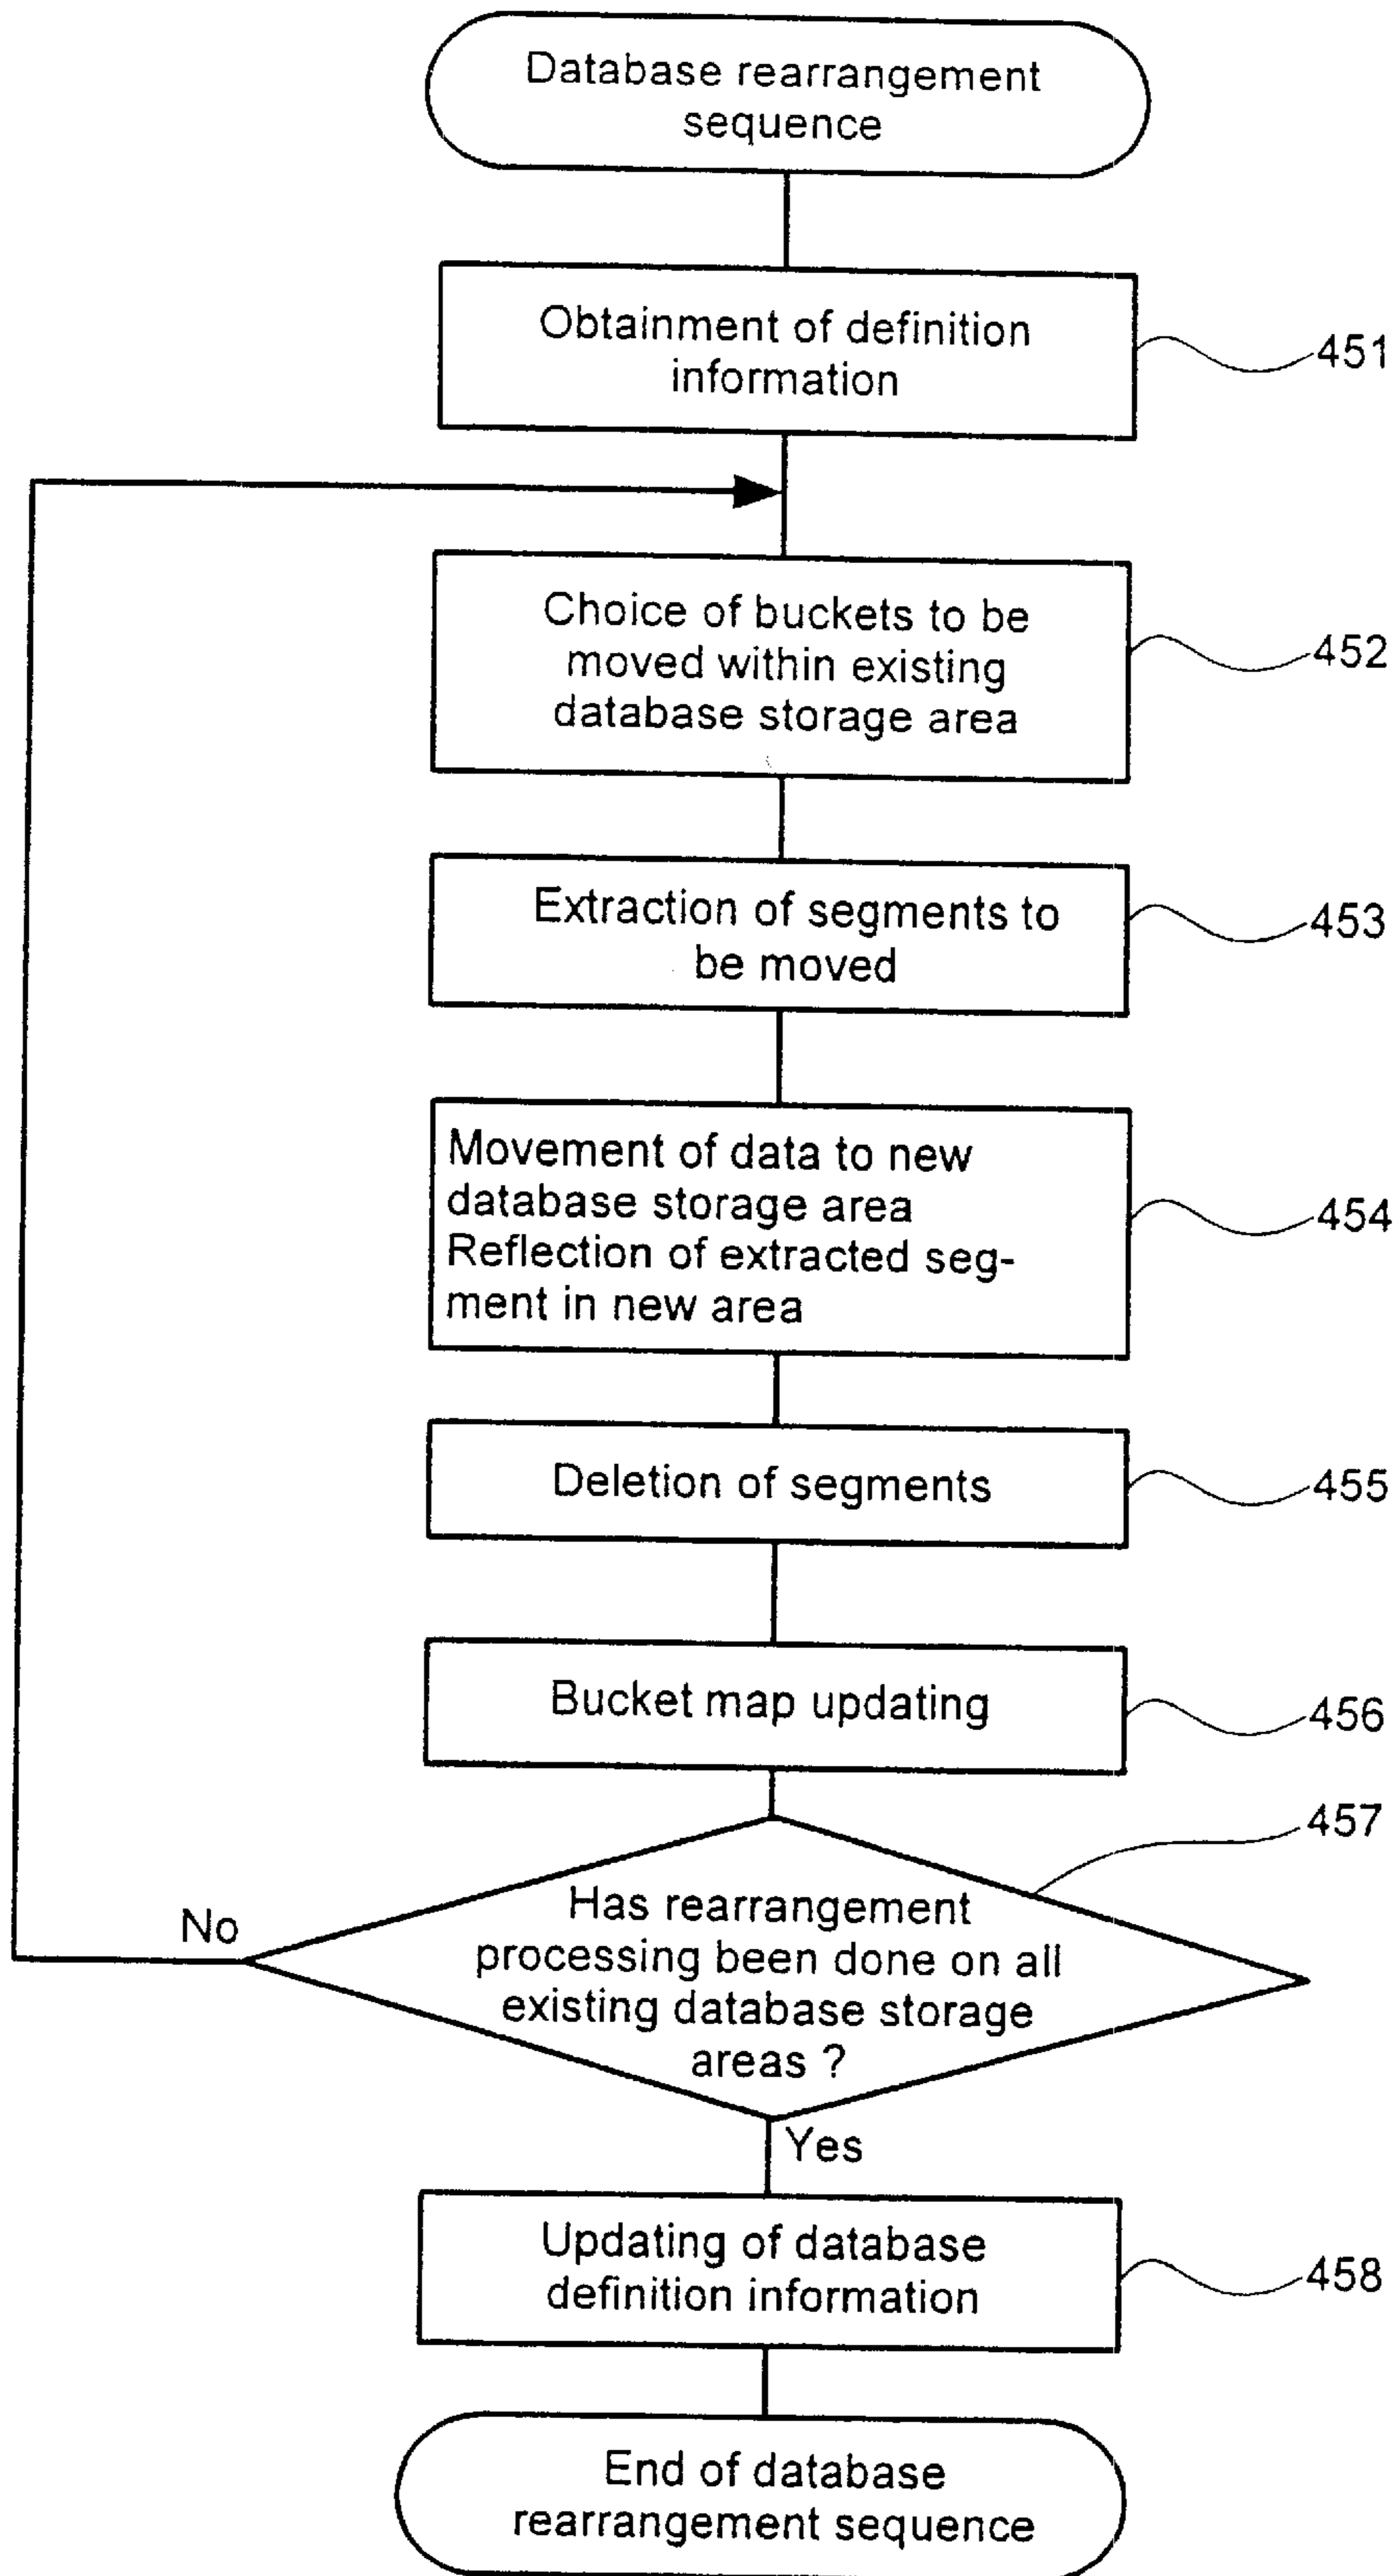 Database rearrangement
sequence
Obtainment of definition
information
451
Choice of buckets to be
moved within existing
database storage area
452
Extraction of segments to
be moved
453
Movement of data to new
database storage area
Reflection of extracted seg-
ment in new area
454
Deletion of segments
455
Bucket map updating
456
457
Has rearrangement
processing been done on all
existing database storage
areas ?
No
Yes
Updating of database
definition information
458
End of database
rearrangement sequence